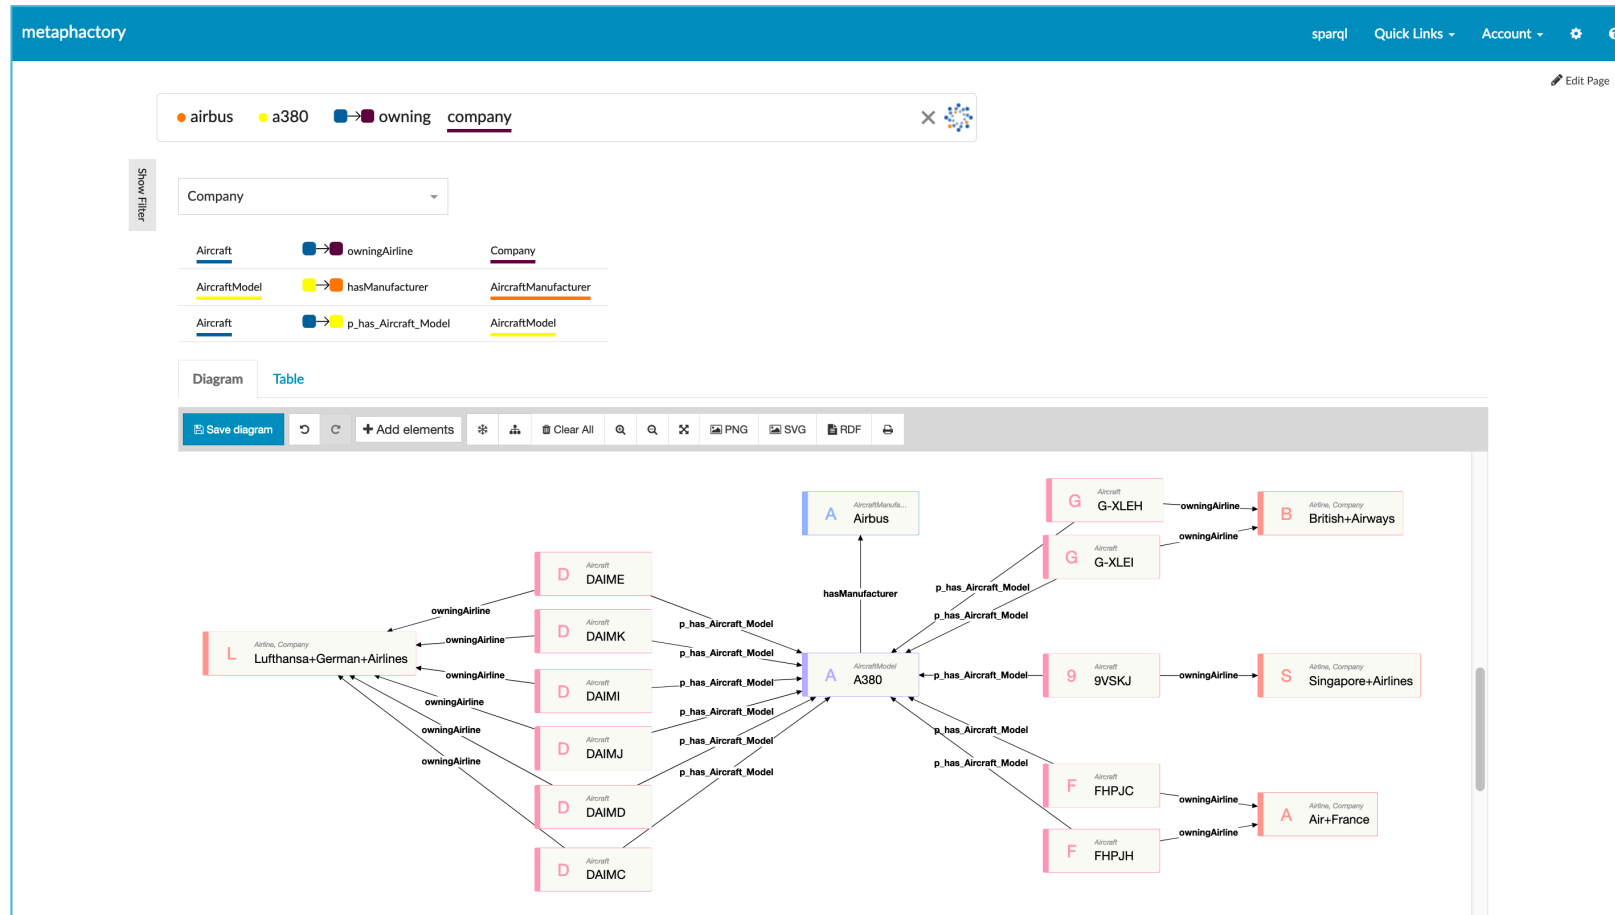 metaphactory
sparql Quick Links Account
Edit Page
airbus a380 owning company
Show Filter
Company
Aircraft owningAirline Company
AircraftModel hasManufacturer AircraftManufacturer
Aircraft p_has_Aircraft_Model AircraftModel
Diagram Table
Save diagram Add elements Clear All PNG SVG RDF
L Airline, Company
Lufthansa+German+Airlines
owningAirline
owningAirline
owningAirline
owningAirline
owningAirline
owningAirline
D Aircraft
DAIME
D Aircraft
DAIMK
D Aircraft
DAIMI
D Aircraft
DAIMJ
D Aircraft
DAIMD
D Aircraft
DAIMC
p_has_Aircraft_Model
p_has_Aircraft_Model
p_has_Aircraft_Model
p_has_Aircraft_Model
p_has_Aircraft_Model
p_has_Aircraft_Model
A AircraftManufa...
Airbus
hasManufacturer
A AircraftModel
A380
p_has_Aircraft_Model
p_has_Aircraft_Model
p_has_Aircraft_Model
p_has_Aircraft_Model
p_has_Aircraft_Model
G Aircraft
G-XLEH
G Aircraft
G-XLEI
9 Aircraft
9VSKJ
F Aircraft
FHPJC
F Aircraft
FHPJH
owningAirline
owningAirline
owningAirline
owningAirline
owningAirline
B Airline, Company
British+Airways
S Airline, Company
Singapore+Airlines
A Airline, Company
Air+France